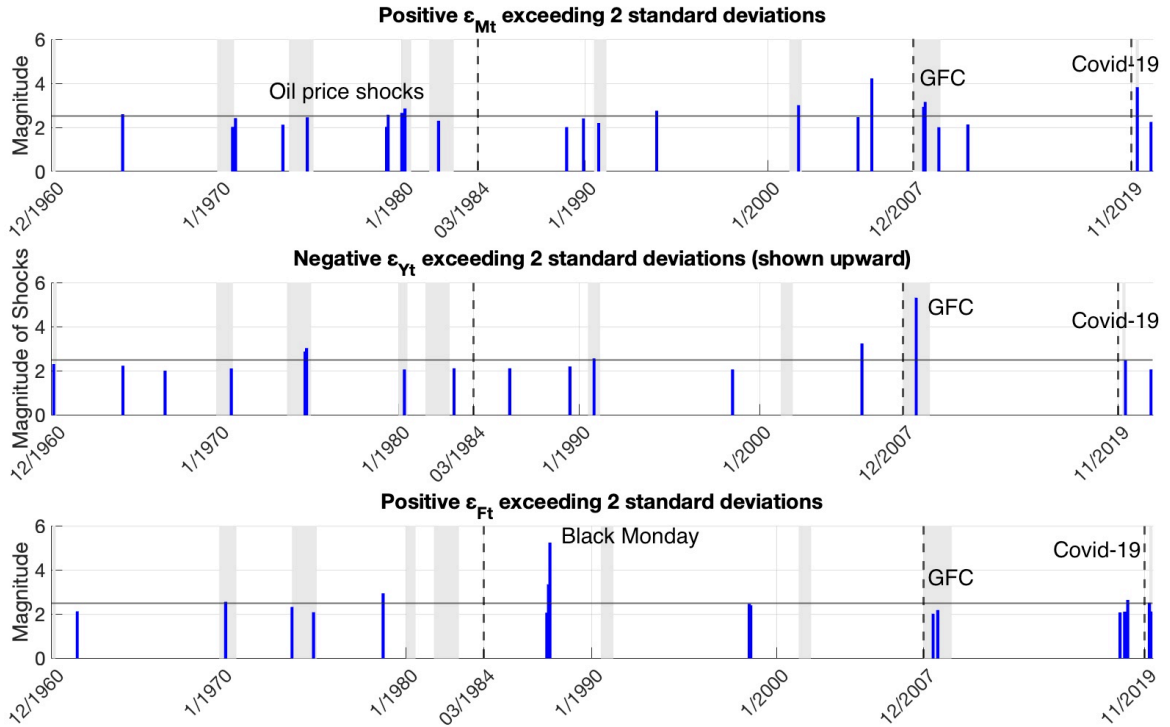 Positive εMt exceeding 2 standard deviations
Magnitude
6
4
2
0
Oil price shocks
GFC
Covid-19
12/1960
1/1970
1/1980
03/1984
1/1990
1/2000
12/2007
11/2019
Negative εYt exceeding 2 standard deviations (shown upward)
Magnitude of Shocks
6
4
2
0
GFC
Covid-19
12/1960
1/1970
1/1980
03/1984
1/1990
1/2000
12/2007
11/2019
Positive εFt exceeding 2 standard deviations
Magnitude
6
4
2
0
Black Monday
GFC
Covid-19
12/1960
1/1970
1/1980
03/1984
1/1990
1/2000
12/2007
11/2019